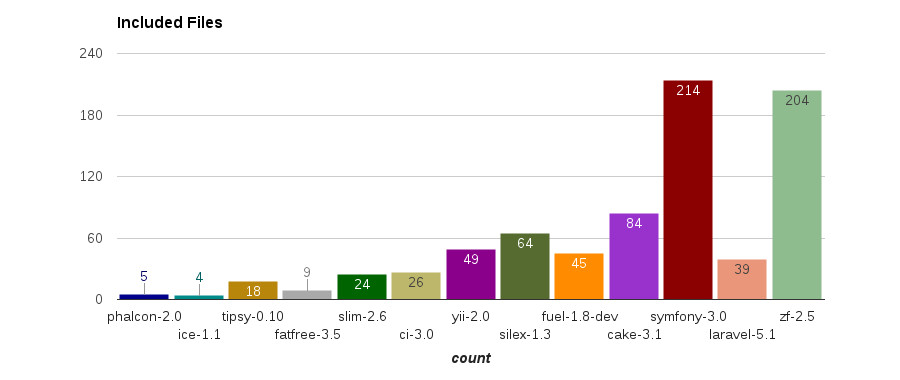 Included Files
240
180
120
60
0
5
4
18
9
24
26
49
64
45
84
214
39
204
phalcon-2.0
ice-1.1
tipsy-0.10
fatfree-3.5
slim-2.6
ci-3.0
yii-2.0
silex-1.3
fuel-1.8-dev
cake-3.1
symfony-3.0
laravel-5.1
zf-2.5
count